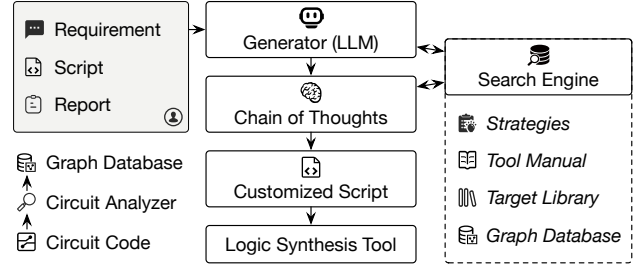 Requirement
Script
Report
Graph Database
Circuit Analyzer
Circuit Code
Generator (LLM)
Chain of Thoughts
Customized Script
Logic Synthesis Tool
Search Engine
Strategies
Tool Manual
Target Library
Graph Database